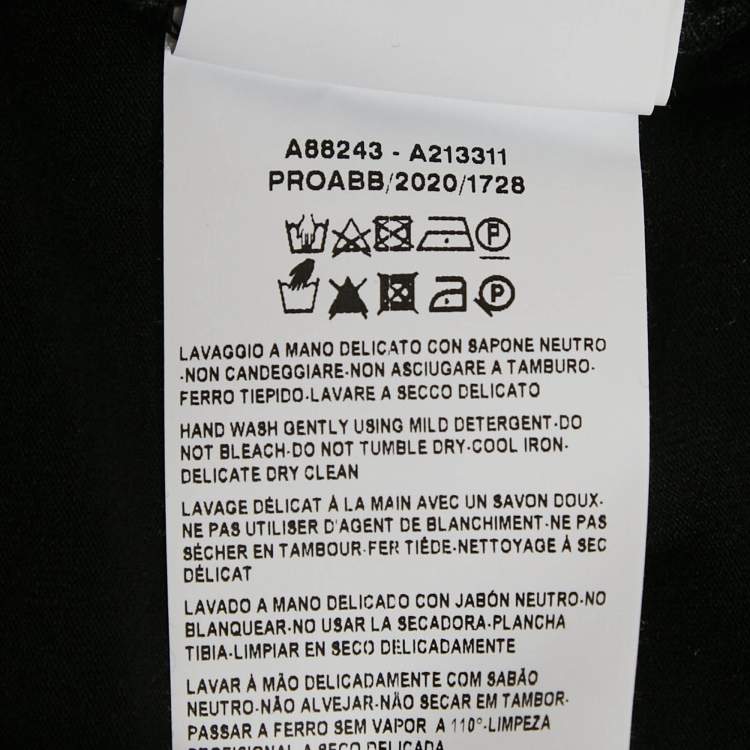 A88243 - A213311
PROABB/2020/1728
F
P
LAVAGGIO A MANO DELICATO CON SAPONE NEUTRO
-NON CANDEGGIARE-NON ASCIUGARE A TAMBURO-
FERRO TIEPIDO-LAVARE A SECCO DELICATO
HAND WASH GENTLY USING MILD DETERGENT-DO
NOT BLEACH-DO NOT TUMBLE DRY-COOL IRON-
DELICATE DRY CLEAN
LAVAGE DÉLICAT À LA MAIN AVEC UN SAVON DOUX-
NE PAS UTILISER D'AGENT DE BLANCHIMENT-NE PAS
SÉCHER EN TAMBOUR-FER TIÉDE-NETTOYAGE À SEC
DÉLICAT
LAVADO A MANO DELICADO CON JABÓN NEUTRO-NO
BLANQUEAR-NO USAR LA SECADORA-PLANCHA
TIBIA-LIMPIAR EN SECO DELICADAMENTE
LAVAR À MÃO DELICADAMENTE COM SABÃO
NEUTRO-NÃO ALVEJAR-NÃO SECAR EM TAMBOR-
PASSAR A FERRO SEM VAPOR A 110°-LIMPEZA
PROFISIONAL A SECO DELICADA